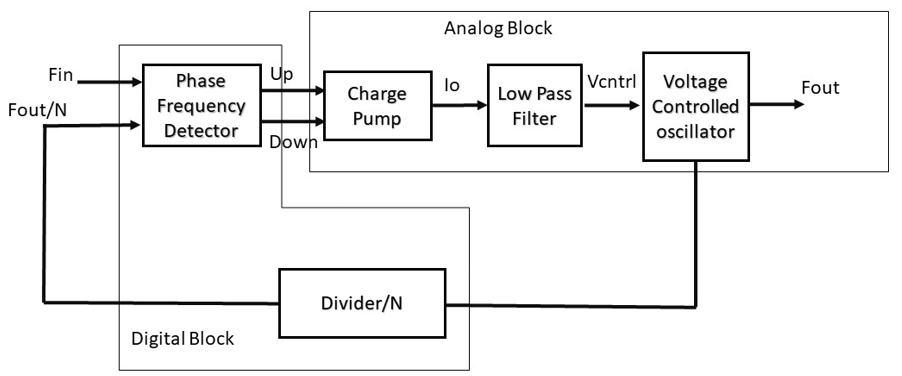 Analog Block
Fin
Phase
Frequency
Detector
Up
Down
Charge
Pump
Io
Low Pass
Filter
Vcntrl
Voltage
Controlled
oscillator
Fout
Fout/N
Divider/N
Digital Block